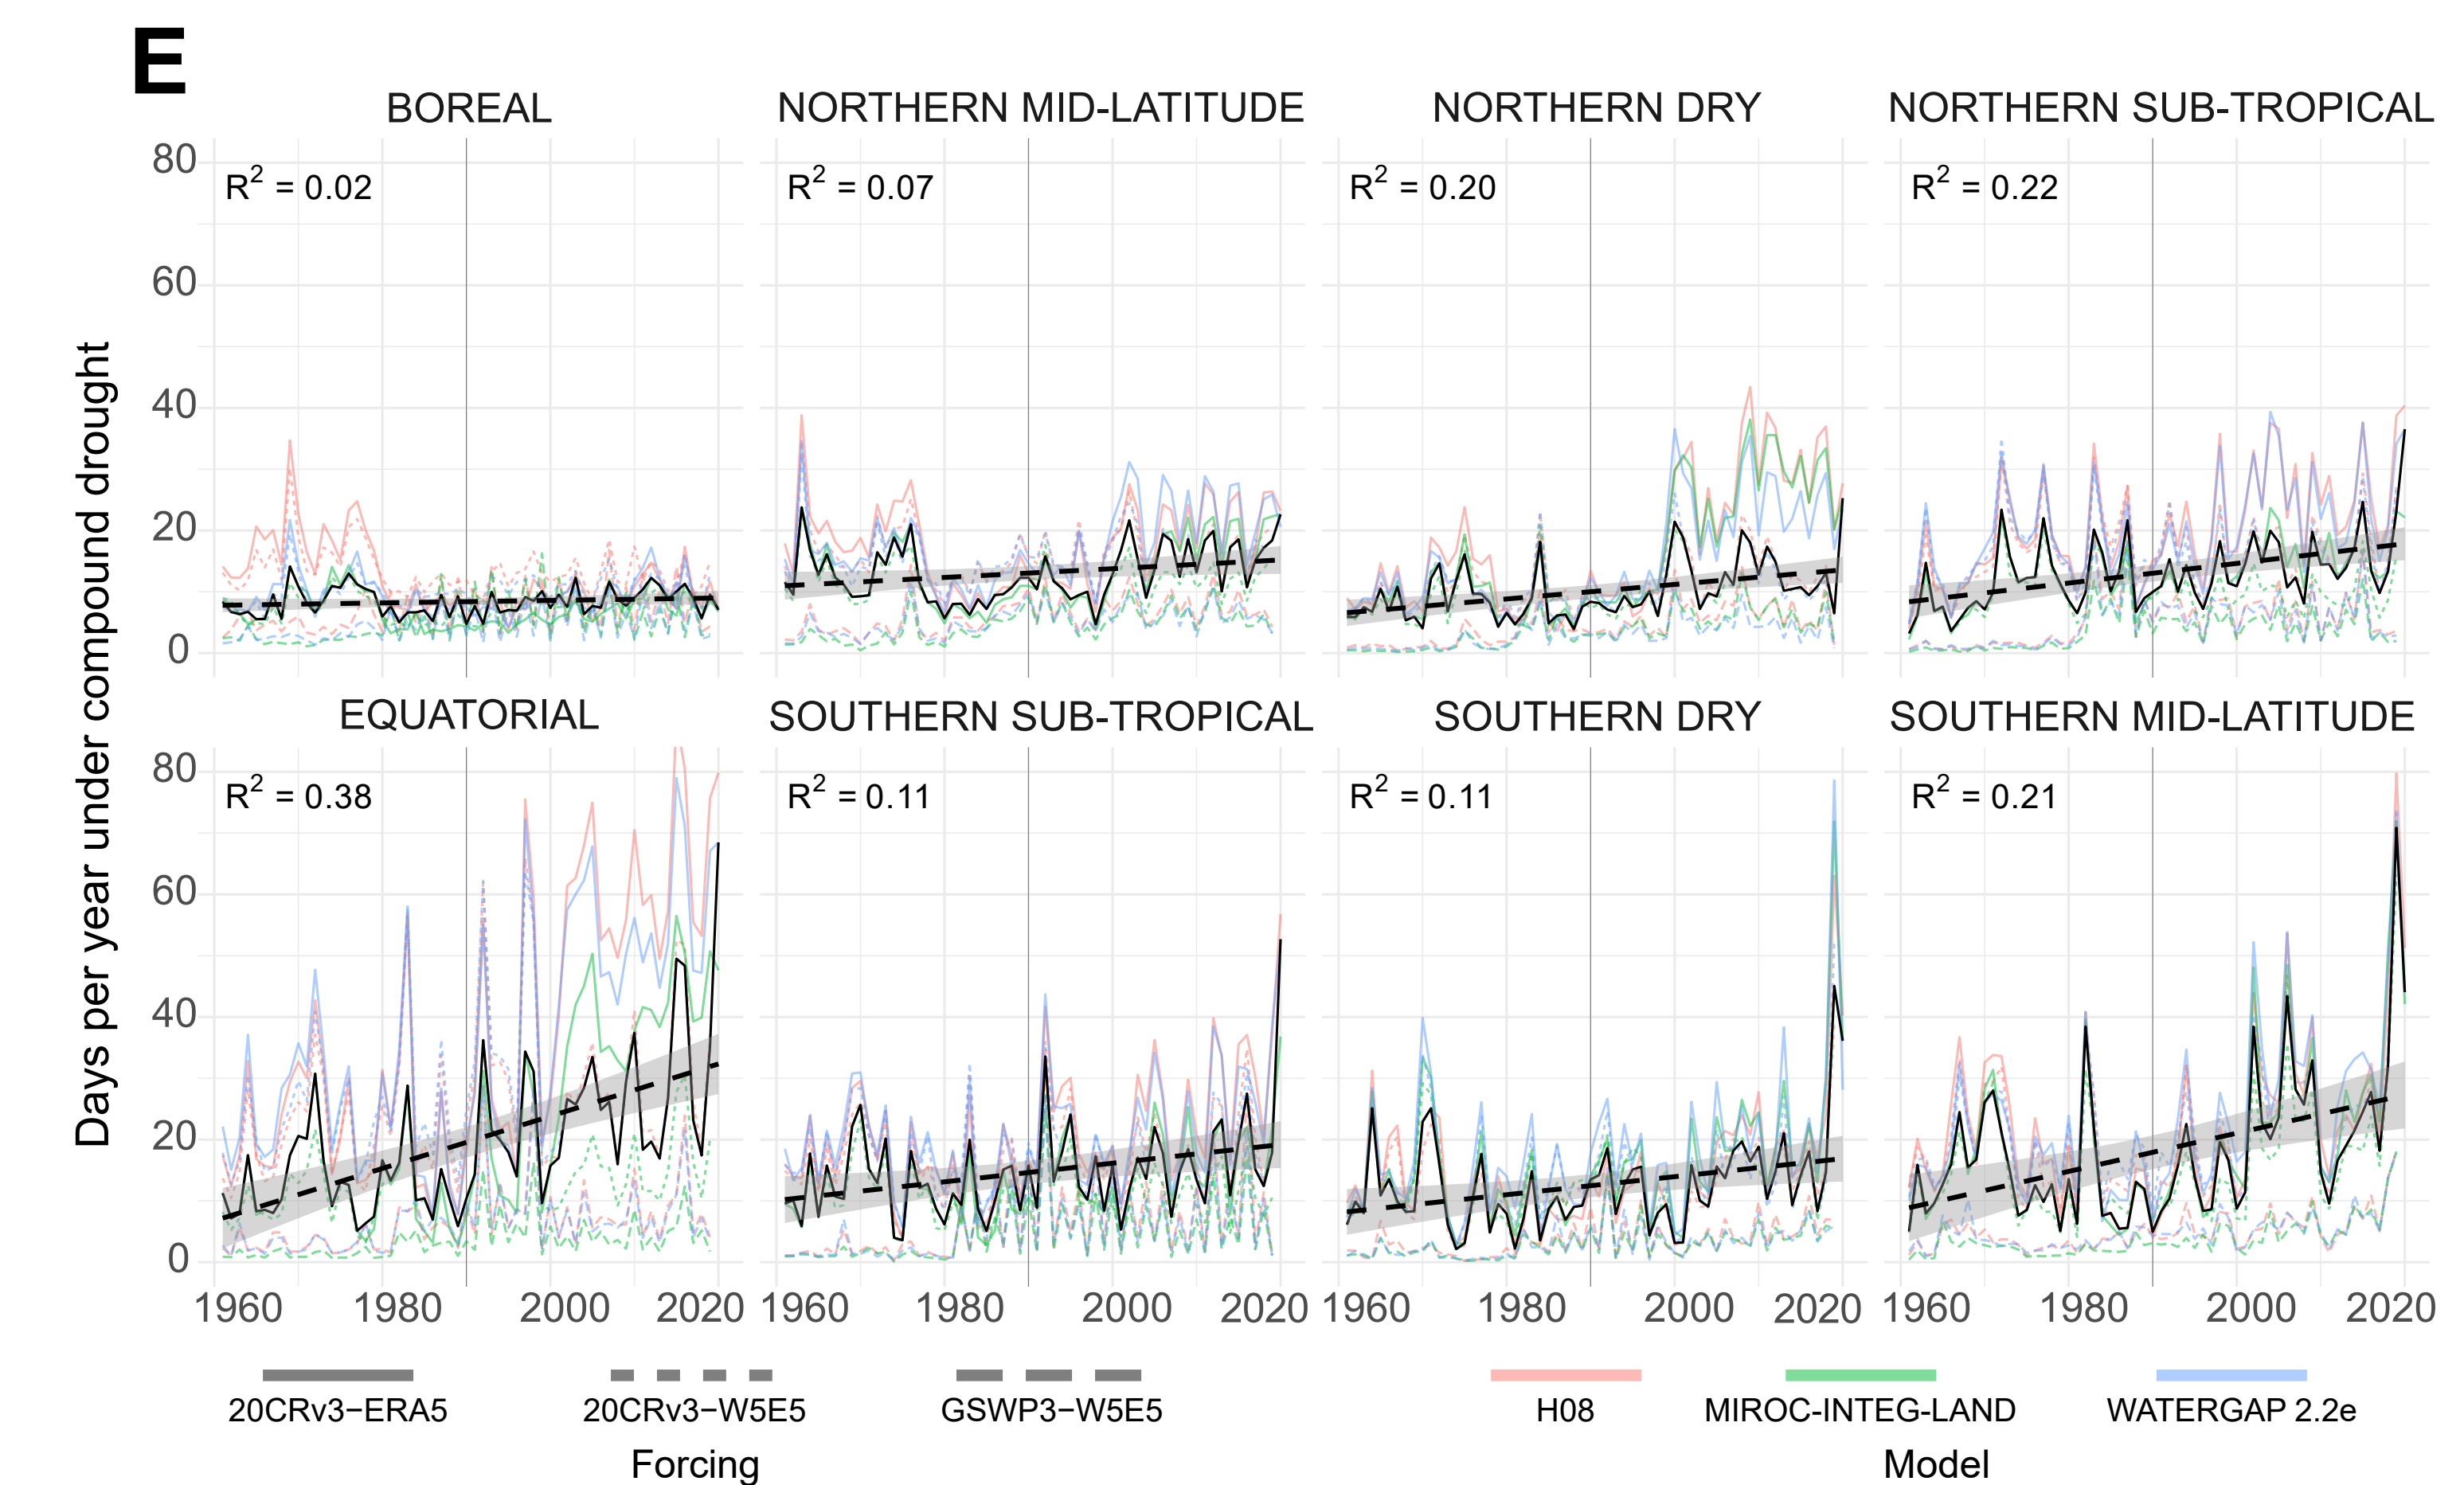 E
BOREAL
NORTHERN MID-LATITUDE
NORTHERN DRY
NORTHERN SUB-TROPICAL
80
60
40
20
0
R² = 0.02
R² = 0.07
R² = 0.20
R² = 0.22
Days per year under compound drought
EQUATORIAL
SOUTHERN SUB-TROPICAL
SOUTHERN DRY
SOUTHERN MID-LATITUDE
80
60
40
20
0
R² = 0.38
R² = 0.11
R² = 0.11
R² = 0.21
1960 1980 2000 2020
1960 1980 2000 2020
1960 1980 2000 2020
1960 1980 2000 2020
20CRv3−ERA5
20CRv3−W5E5
GSWP3−W5E5
H08
MIROC-INTEG-LAND
WATERGAP 2.2e
Forcing
Model